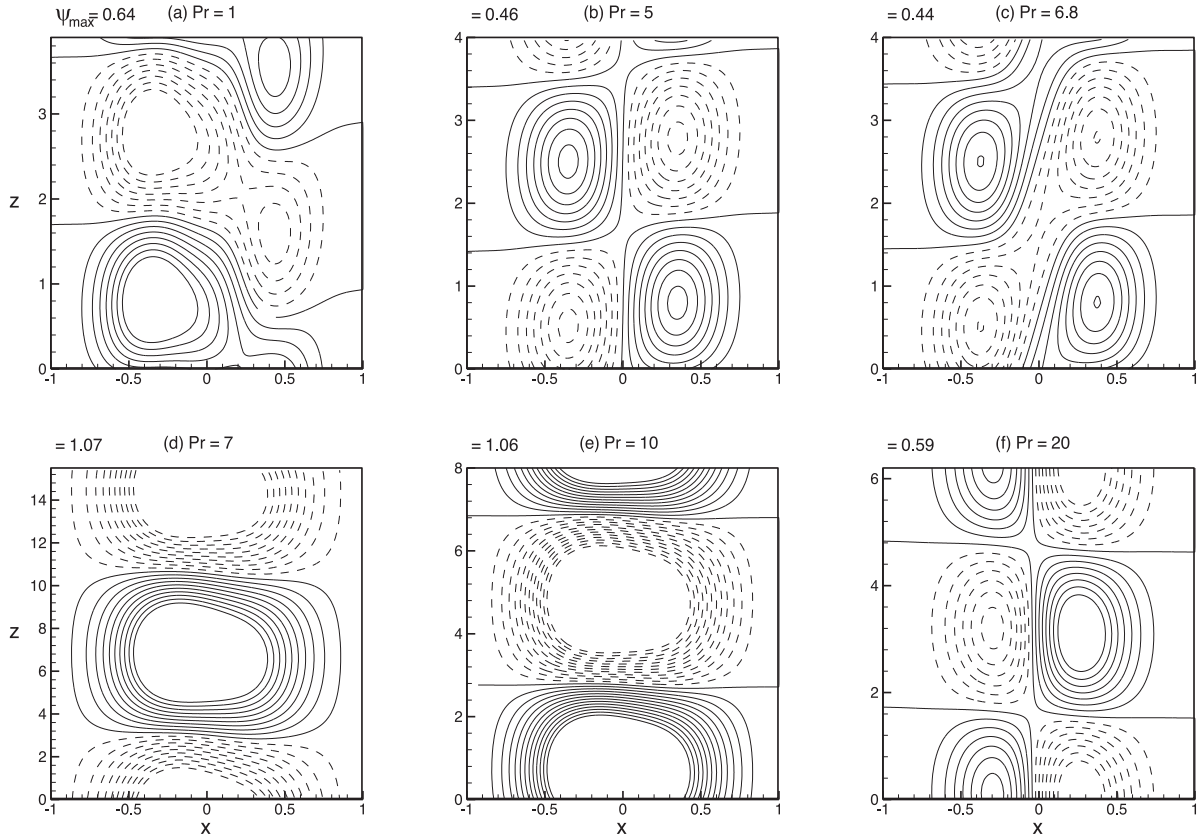 ψmax = 0.64 (a) Pr = 1
= 0.46 (b) Pr = 5
= 0.44 (c) Pr = 6.8
z
3
2
1
0
-1 -0.5 0 0.5 1
4
3
2
1
0
-1 -0.5 0 0.5 1
4
3
2
1
0
-1 -0.5 0 0.5 1
= 1.07 (d) Pr = 7
= 1.06 (e) Pr = 10
= 0.59 (f) Pr = 20
z
14
12
10
8
6
4
2
0
-1 -0.5 0 0.5 1
x
8
6
4
2
0
-1 -0.5 0 0.5 1
x
6
4
2
0
-1 -0.5 0 0.5 1
x